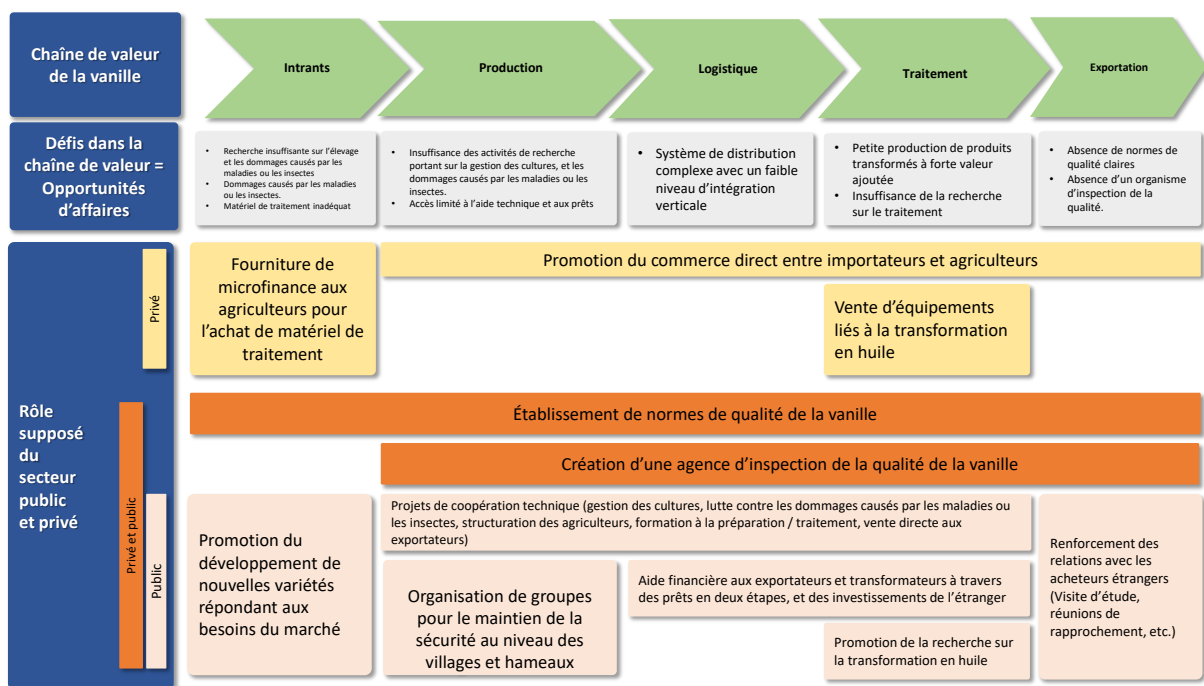 Chaîne de valeur
de la vanille
Intrants
Production
Logistique
Traitement
Exportation
Défis dans la
chaîne de valeur =
Opportunités
d’affaires
• Recherche insuffisante sur l’élevage
et les dommages causés par les
maladies ou les insectes
• Dommages causés par les maladies
ou les insectes.
• Matériel de traitement inadéquat
• Insuffisance des activités de recherche
portant sur la gestion des cultures, et les
dommages causés par les maladies ou les
insectes.
• Accès limité à l’aide technique et aux prêts
• Système de distribution
complexe avec un faible
niveau d’intégration
verticale
• Petite production de produits
transformés à forte valeur
ajoutée
• Insuffisance de la recherche
sur le traitement
• Absence de normes de
qualité claires
• Absence d’un organisme
d’inspection de la
qualité.
Rôle
supposé
du
secteur
public
et privé
Privé
Privé et public
Public
Fourniture de
microfinance aux
agriculteurs pour
l’achat de matériel de
traitement
Promotion du commerce direct entre importateurs et agriculteurs
Vente d’équipements
liés à la transformation
en huile
Établissement de normes de qualité de la vanille
Création d’une agence d’inspection de la qualité de la vanille
Promotion du
développement de
nouvelles variétés
répondant aux
besoins du marché
Projets de coopération technique (gestion des cultures, lutte contre les dommages causés par les maladies ou
les insectes, structuration des agriculteurs, formation à la préparation / traitement, vente directe aux
exportateurs)
Organisation de groupes
pour le maintien de la
sécurité au niveau des
villages et hameaux
Aide financière aux exportateurs et transformateurs à travers
des prêts en deux étapes, et des investissements de l’étranger
Promotion de la recherche sur
la transformation en huile
Renforcement des
relations avec les
acheteurs étrangers
(Visite d’étude,
réunions de
rapprochement, etc.)